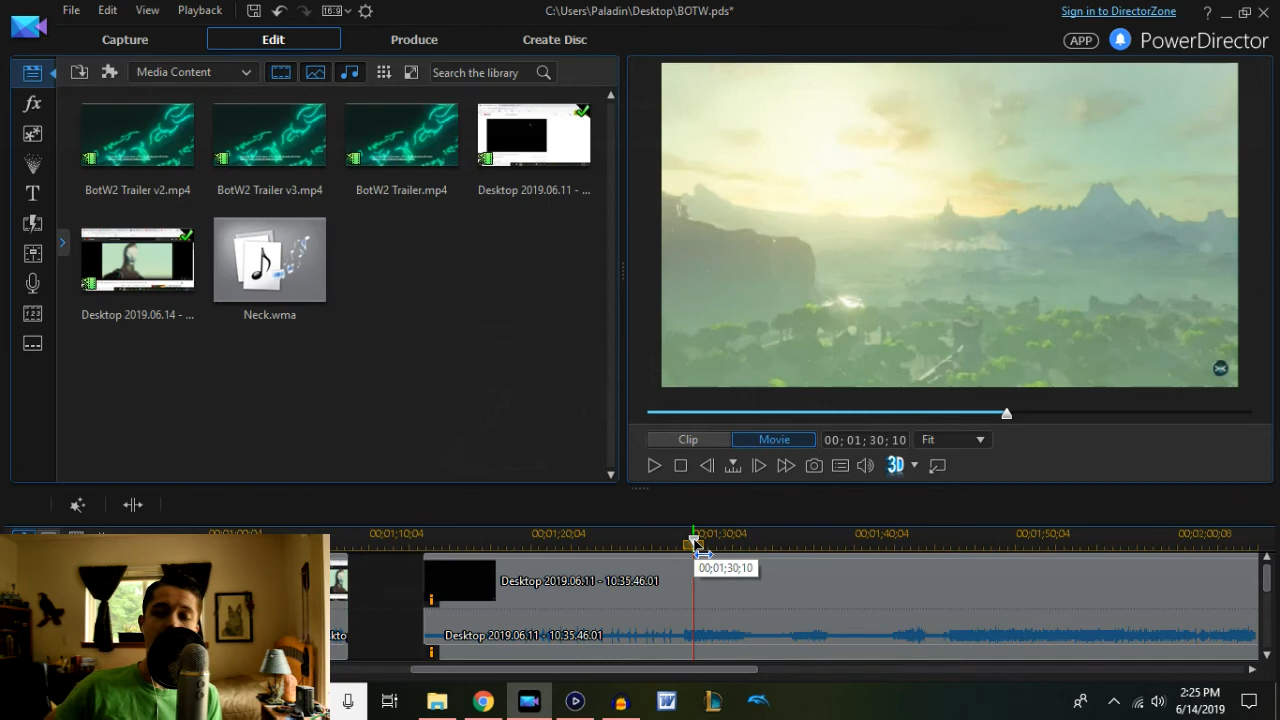 File Edit View Playback 16:9 C:\Users\Paladin\Desktop\BOTW.pds* Sign in to DirectorZone ?
Capture Edit Produce Create Disc APP PowerDirector
Media Content Search the library
fx
T
BotW2 Trailer v2.mp4 BotW2 Trailer v3.mp4 BotW2 Trailer.mp4 Desktop 2019.06.11 - ...
Desktop 2019.06.14 - ... Neck.wma
Clip Movie 00; 01; 30; 10 Fit
3D
00;01;10;04 00;01;20;04 00;01;30;04 00;01;40;04 00;01;50;04 00;02;00;08
00;01;30;10
Desktop 2019.06.11 - 10.35.46.01
Desktop 2019.06.11 - 10.35.46.01
2:25 PM
6/14/2019